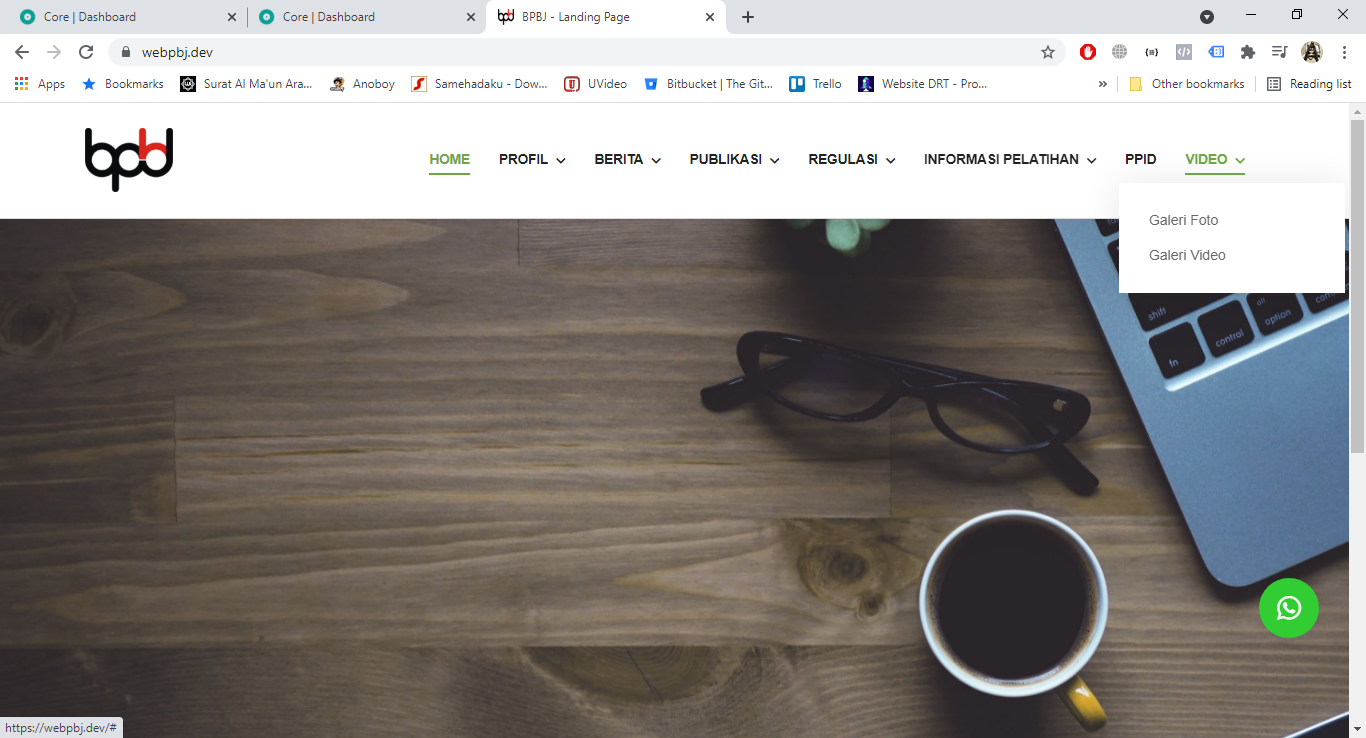 Core | Dashboard
Core | Dashboard
BPBJ - Landing Page
webpbj.dev
Apps
Bookmarks
Surat Al Ma'un Ara...
Anoboy
Samehadaku - Dow...
UVideo
Bitbucket | The Git...
Trello
Website DRT - Pro...
Other bookmarks
Reading list
bpbj
HOME
PROFIL
BERITA
PUBLIKASI
REGULASI
INFORMASI PELATIHAN
PPID
VIDEO
Galeri Foto
Galeri Video
shift
fn
control
alt
option
https://webpbj.dev/#